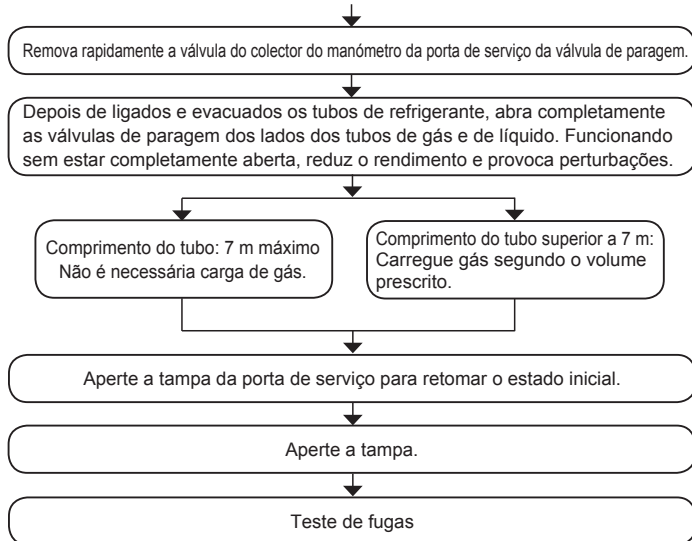 Remova rapidamente a válvula do colector do manómetro da porta de serviço da válvula de paragem.
Depois de ligados e evacuados os tubos de refrigerante, abra completamente
as válvulas de paragem dos lados dos tubos de gás e de líquido. Funcionando
sem estar completamente aberta, reduz o rendimento e provoca perturbações.
Comprimento do tubo: 7 m máximo
Não é necessária carga de gás.
Comprimento do tubo superior a 7 m:
Carregue gás segundo o volume
prescrito.
Aperte a tampa da porta de serviço para retomar o estado inicial.
Aperte a tampa.
Teste de fugas